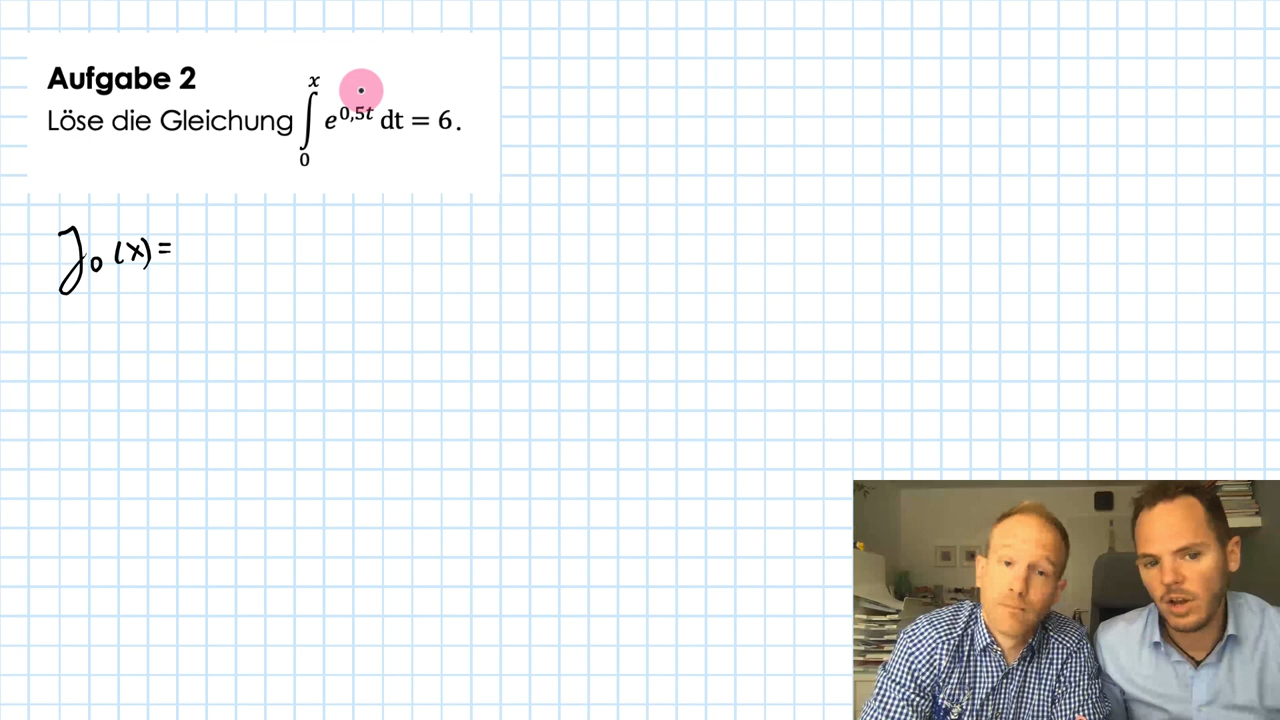 Aufgabe 2
Löse die Gleichung ∫₀ˣ e^{0,5t} dt = 6.
J₀(x)=